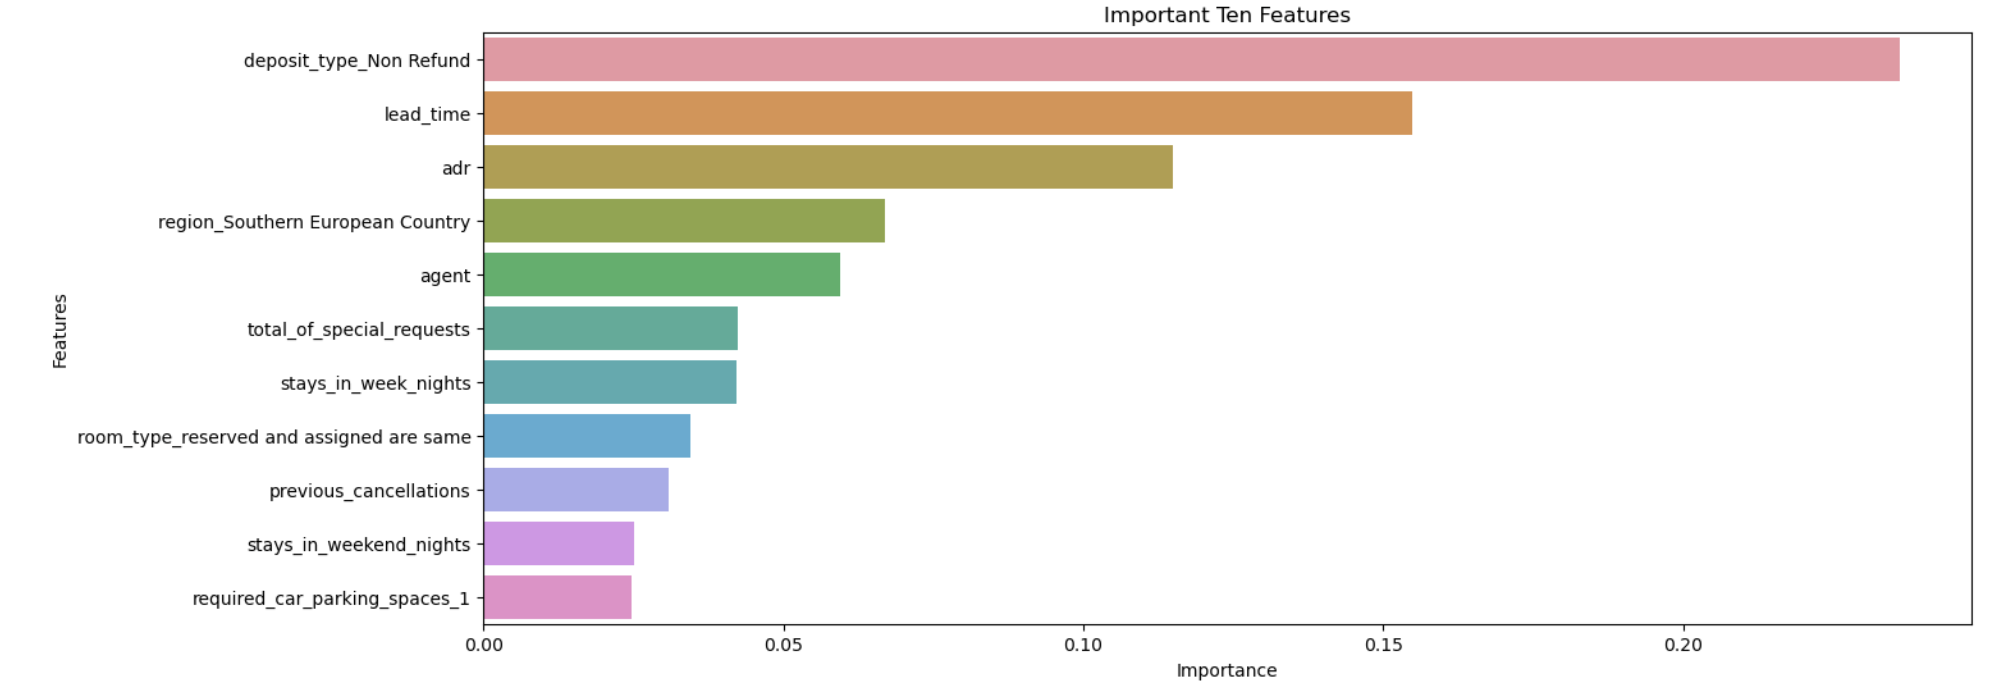 Important Ten Features
deposit_type_Non Refund
lead_time
adr
region_Southern European Country
agent
total_of_special_requests
stays_in_week_nights
room_type_reserved and assigned are same
previous_cancellations
stays_in_weekend_nights
required_car_parking_spaces_1
Features
0.00 0.05 0.10 0.15 0.20
Importance